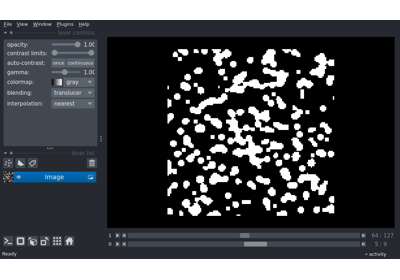 File View Window Plugins Help
layer controls
opacity: 1.00
contrast limits:
auto-contrast: once continuous
gamma: 1.00
colormap: gray
blending: translucer
interpolation: nearest
layer list
Image
1 64 127
0 5 9
Ready
activity